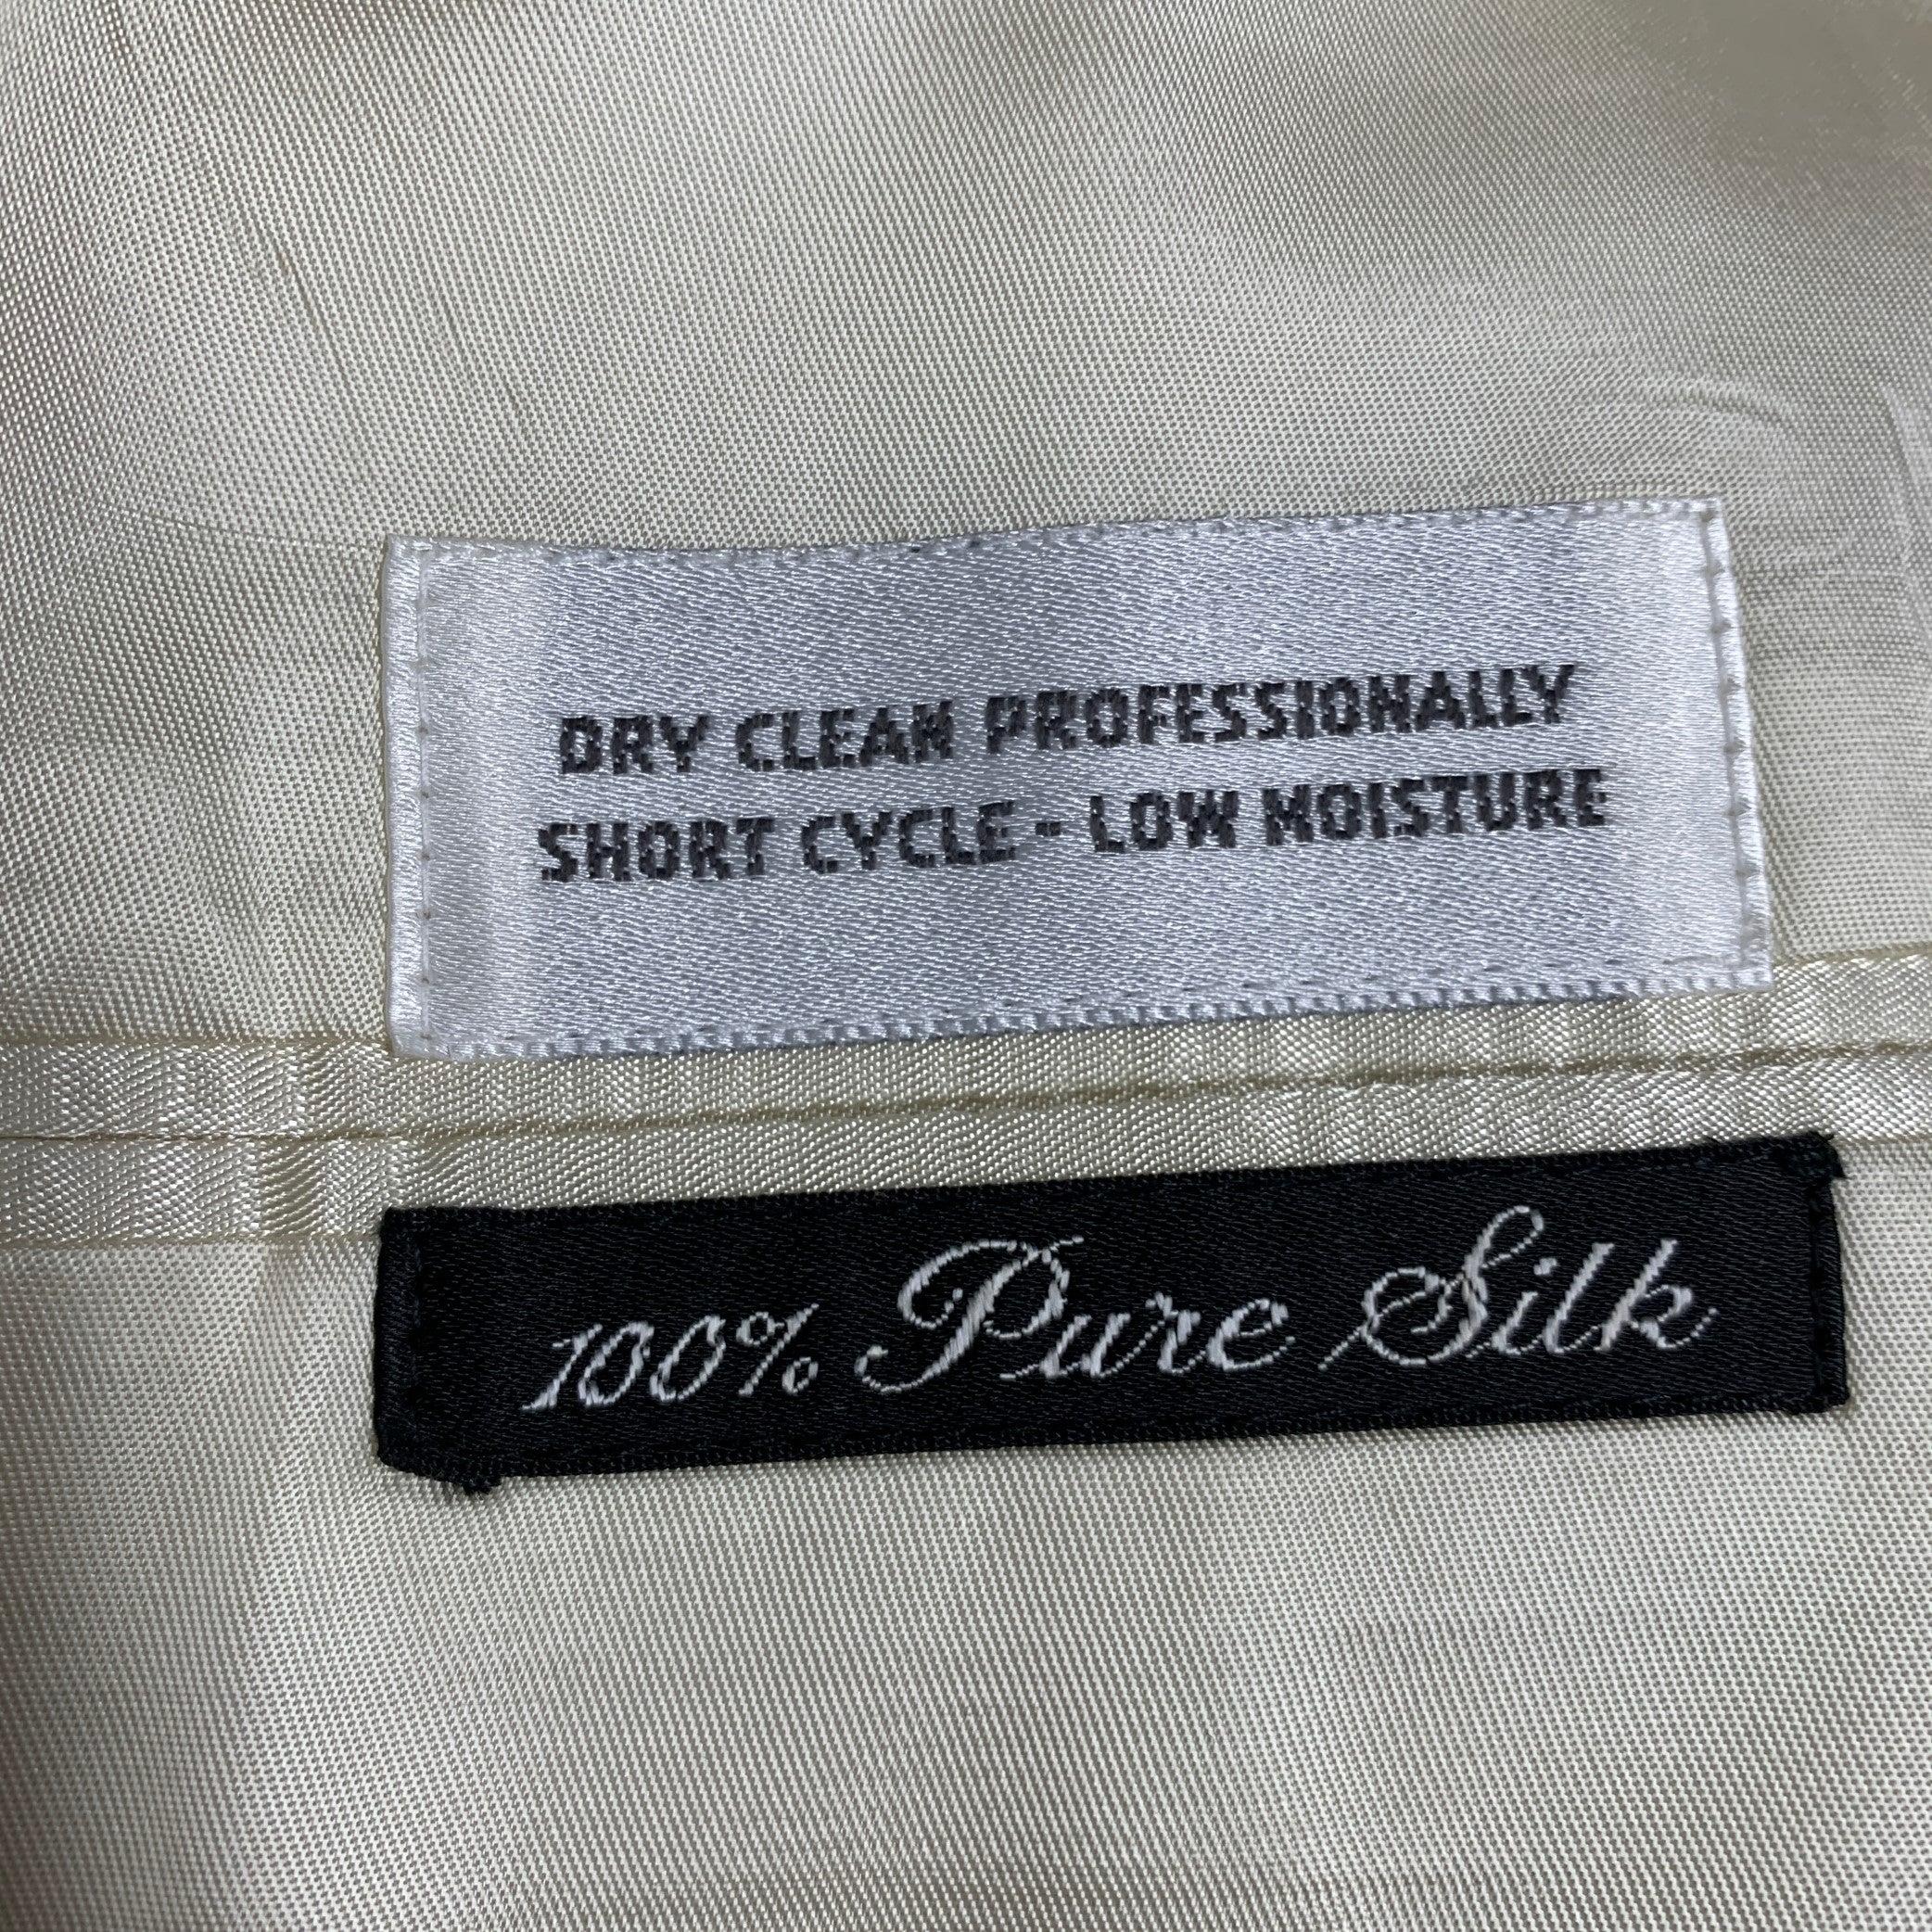 DRY CLEAN PROFESSIONALLY
SHORT CYCLE - LOW MOISTURE
100% Pure Silk